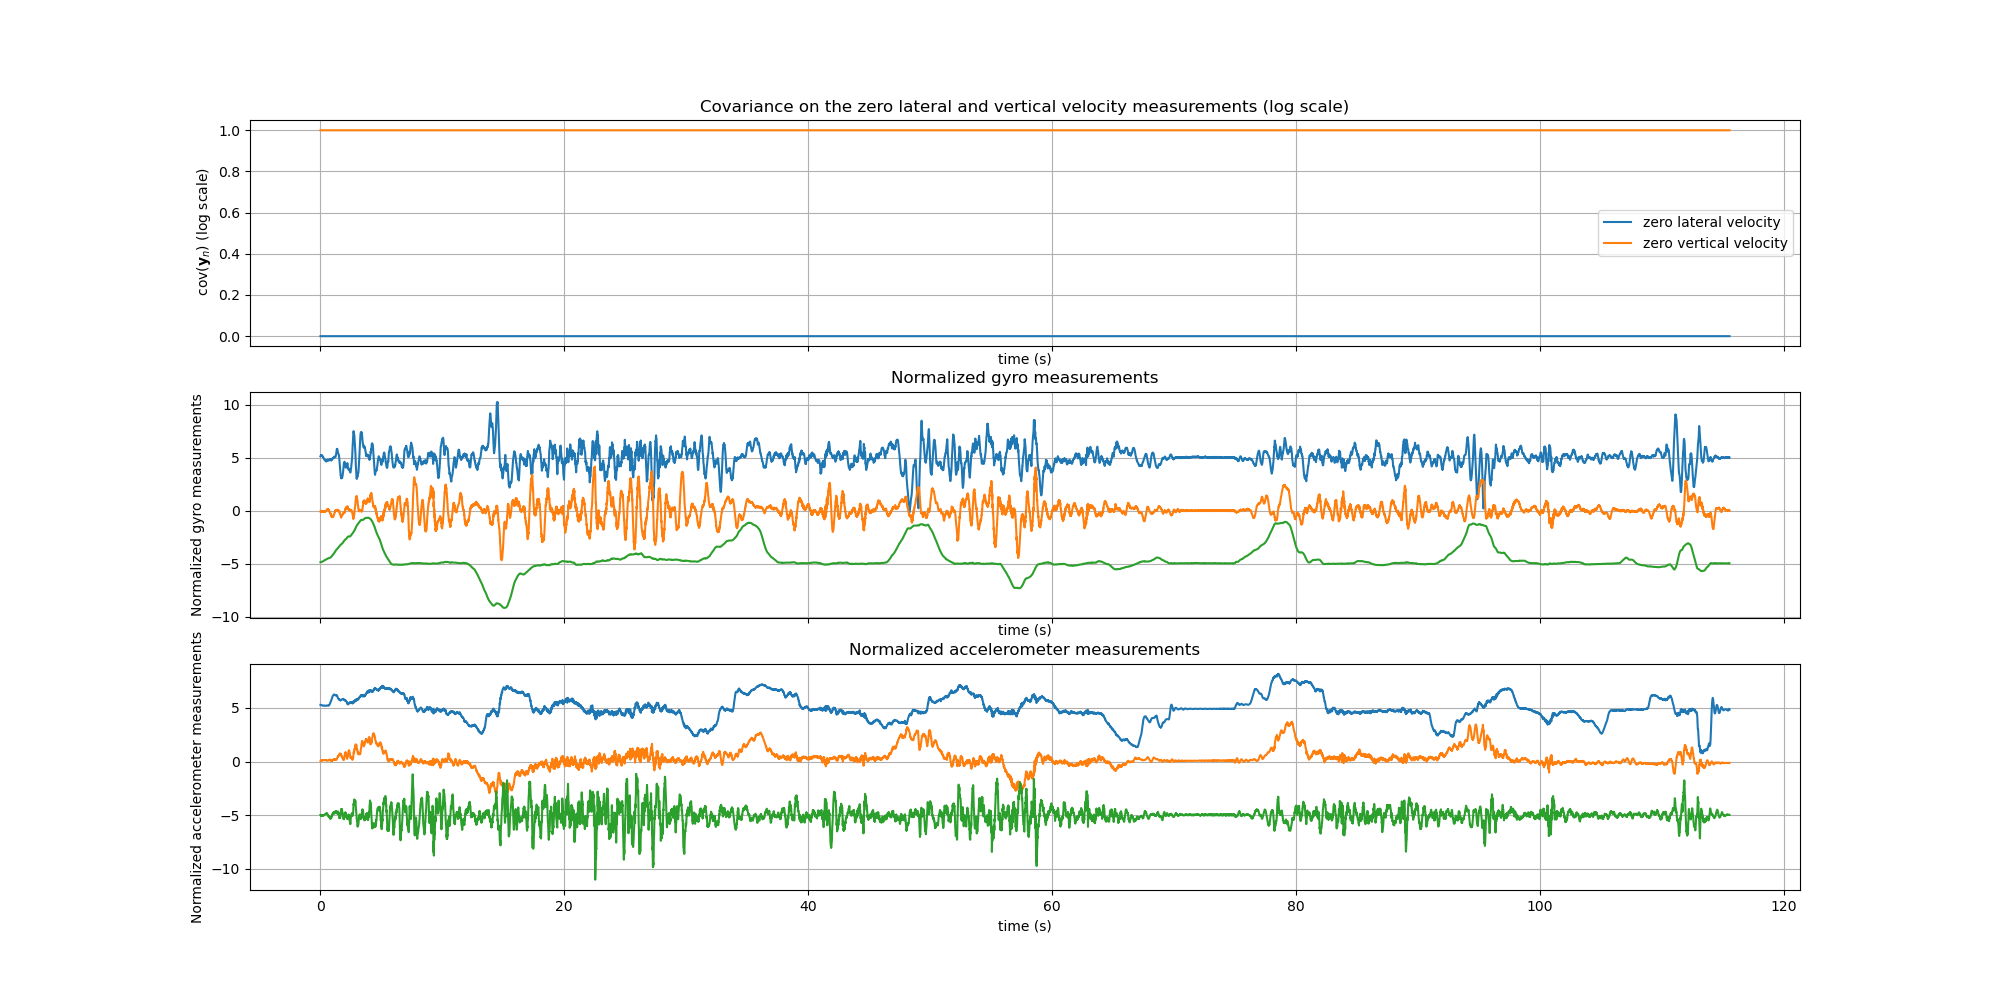 Covariance on the zero lateral and vertical velocity measurements (log scale)
cov(yₙ) (log scale)
1.0
0.8
0.6
0.4
0.2
0.0
zero lateral velocity
zero vertical velocity
time (s)
Normalized gyro measurements
Normalized gyro measurements
10
5
0
−5
−10
time (s)
Normalized accelerometer measurements
Normalized accelerometer measurements
5
0
−5
−10
0 20 40 60 80 100 120
time (s)